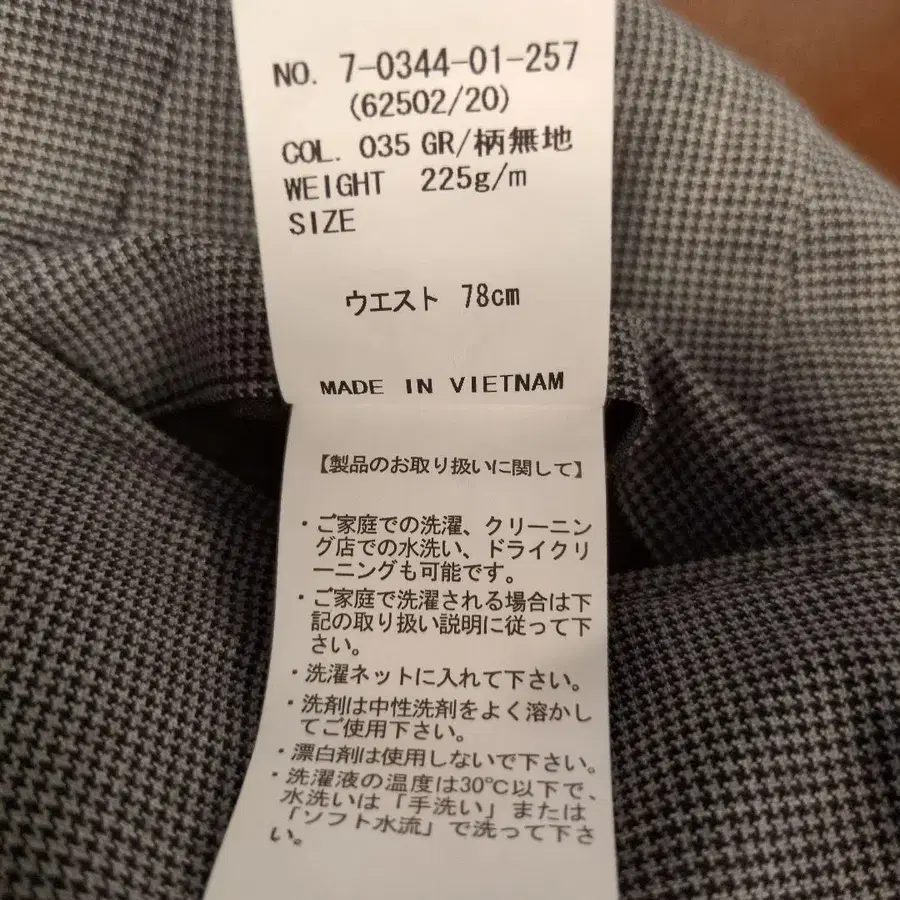 NO. 7-0344-01-257
(62502/20)
COL. 035 GR/柄無地
WEIGHT 225g/m
SIZE
ウエスト 78cm
MADE IN VIETNAM
【製品のお取り扱いに関して】
・ご家庭での洗濯、クリーニン
グ店での水洗い、ドライクリ
ーニングも可能です。
・ご家庭で洗濯される場合は下
記の取り扱い説明に従って下
さい。
・洗濯ネットに入れて下さい。
・洗剤は中性洗剤をよく溶かし
てご使用下さい。
・漂白剤は使用しないで下さい。
・洗濯液の温度は30℃以下で、
水洗いは「手洗い」または
「ソフト水流」で洗って下さ
い。